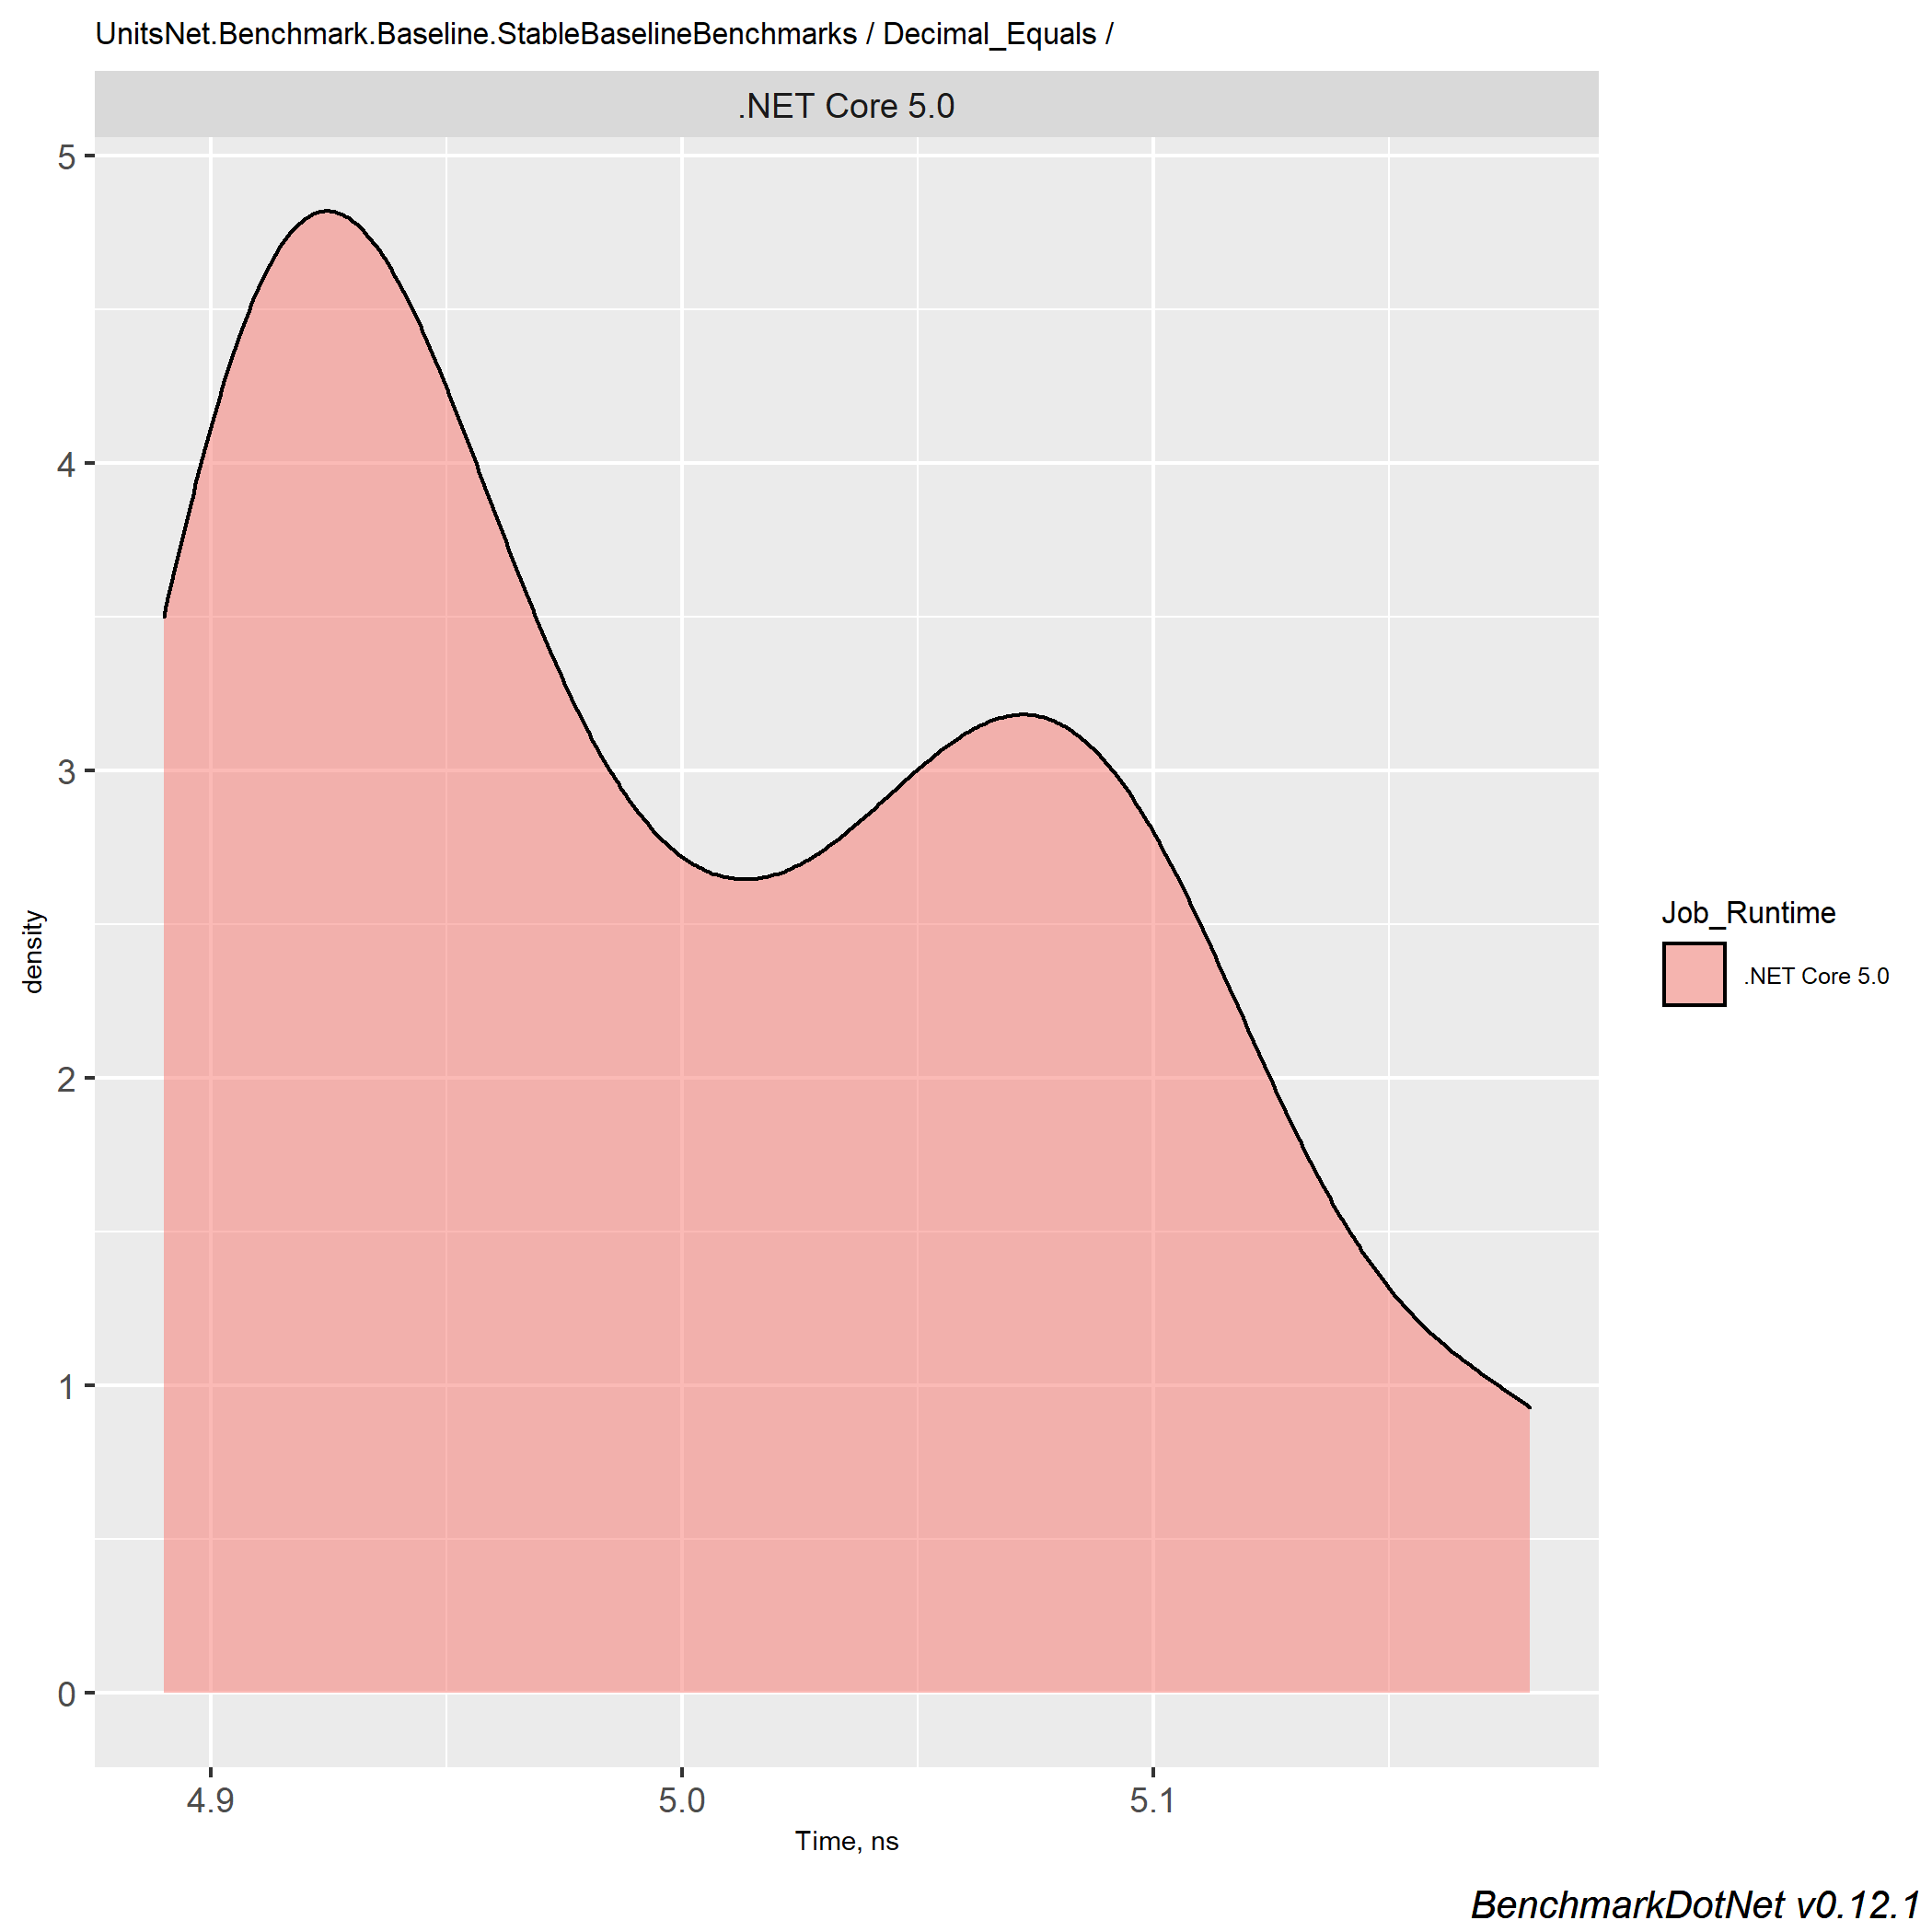 UnitsNet.Benchmark.Baseline.StableBaselineBenchmarks / Decimal_Equals /
.NET Core 5.0
5
4
3
2
1
0
density
4.9 5.0 5.1
Time, ns
Job_Runtime
.NET Core 5.0
BenchmarkDotNet v0.12.1